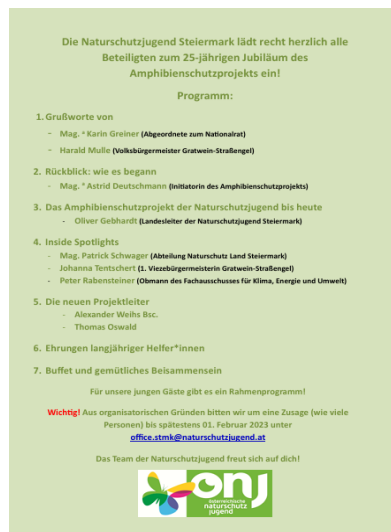 Die Naturschutzjugend Steiermark lädt recht herzlich alle
Beteiligten zum 25-jährigen Jubiläum des
Amphibienschutzprojekts ein!
Programm:
1. Grußworte von
- Mag. ª Karin Greiner (Abgeordnete zum Nationalrat)
- Harald Mulle (Volksbürgermeister Gratwein-Straßengel)
2. Rückblick: wie es begann
- Mag. ª Astrid Deutschmann (Initiatorin des Amphibienschutzprojekts)
3. Das Amphibienschutzprojekt der Naturschutzjugend bis heute
- Oliver Gebhardt (Landesleiter der Naturschutzjugend Steiermark)
4. Inside Spotlights
- Mag. Patrick Schwager (Abteilung Naturschutz Land Steiermark)
- Johanna Tentschert (1. Viezebürgermeisterin Gratwein-Straßengel)
- Peter Rabensteiner (Obmann des Fachausschusses für Klima, Energie und Umwelt)
5. Die neuen Projektleiter
- Alexander Weihs Bsc.
- Thomas Oswald
6. Ehrungen langjähriger Helfer*innen
7. Buffet und gemütliches Beisammensein
Für unsere jungen Gäste gibt es ein Rahmenprogramm!
Wichtig! Aus organisatorischen Gründen bitten wir um eine Zusage (wie viele
Personen) bis spätestens 01. Februar 2023 unter
office.stmk@naturschutzjugend.at
Das Team der Naturschutzjugend freut sich auf dich!
önj
österreichische
naturschutz
jugend